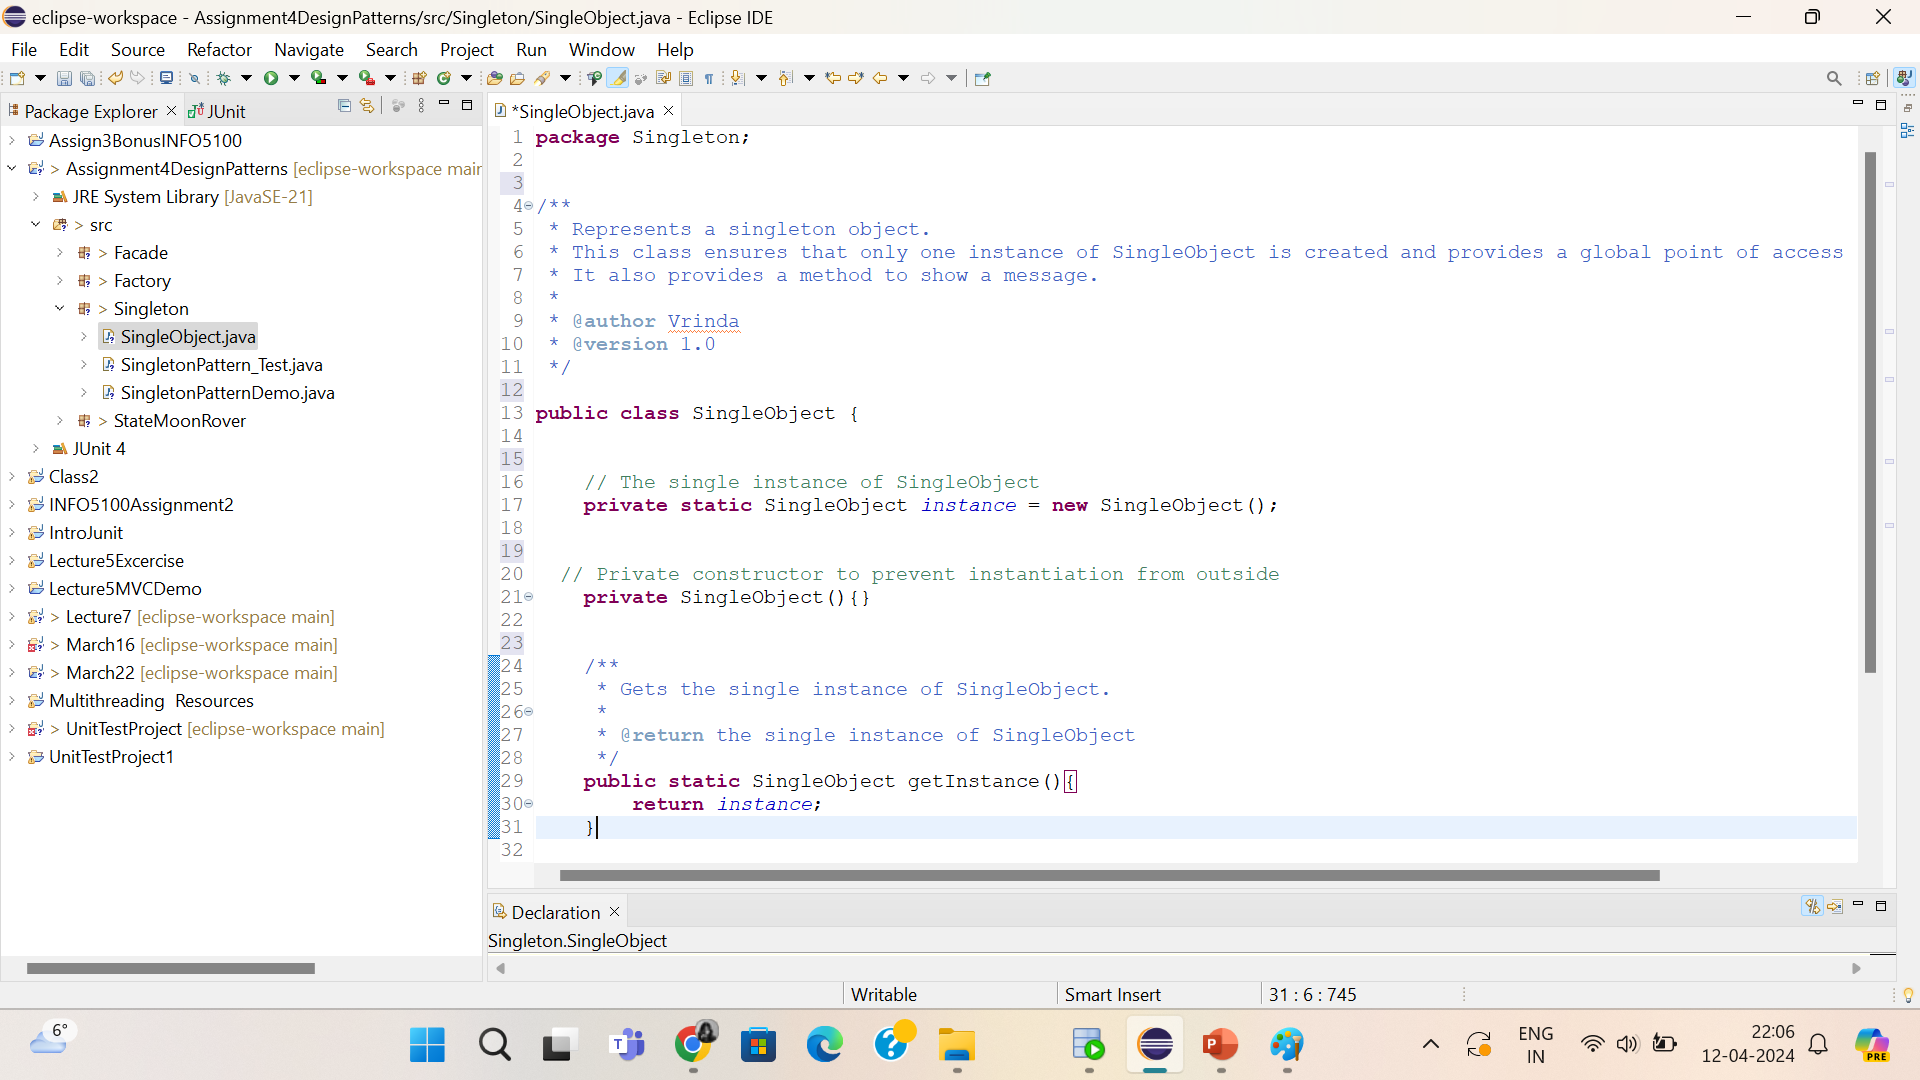 eclipse-workspace - Assignment4DesignPatterns/src/Singleton/SingleObject.java - Eclipse IDE
File Edit Source Refactor Navigate Search Project Run Window Help
Package Explorer
JUnit
Assign3BonusINFO5100
> Assignment4DesignPatterns [eclipse-workspace mair
JRE System Library [JavaSE-21]
> src
> Facade
> Factory
> Singleton
SingleObject.java
SingletonPattern_Test.java
SingletonPatternDemo.java
> StateMoonRover
JUnit 4
Class2
INFO5100Assignment2
IntroJunit
Lecture5Excercise
Lecture5MVCDemo
> Lecture7 [eclipse-workspace main]
> March16 [eclipse-workspace main]
> March22 [eclipse-workspace main]
Multithreading Resources
> UnitTestProject [eclipse-workspace main]
UnitTestProject1
*SingleObject.java
1 package Singleton;
2
3
4 /**
5 * Represents a singleton object.
6 * This class ensures that only one instance of SingleObject is created and provides a global point of access
7 * It also provides a method to show a message.
8 *
9 * @author Vrinda
10 * @version 1.0
11 */
12
13 public class SingleObject {
14
15
16 // The single instance of SingleObject
17 private static SingleObject instance = new SingleObject();
18
19
20 // Private constructor to prevent instantiation from outside
21 private SingleObject(){}
22
23
24 /**
25 * Gets the single instance of SingleObject.
26 *
27 * @return the single instance of SingleObject
28 */
29 public static SingleObject getInstance(){
30 return instance;
31 }
32
Declaration
Singleton.SingleObject
Writable
Smart Insert
31 : 6 : 745
6°
ENG
IN
22:06
12-04-2024
PRE